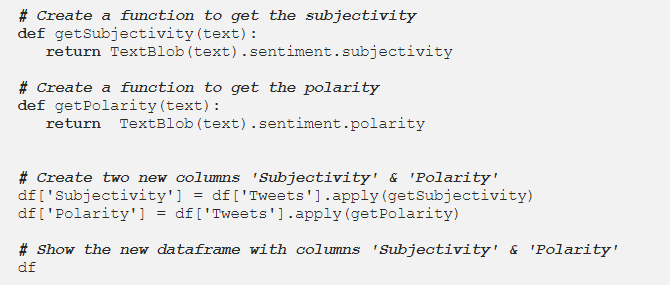 # Create a function to get the subjectivity
def getSubjectivity(text):
   return TextBlob(text).sentiment.subjectivity
# Create a function to get the polarity
def getPolarity(text):
   return  TextBlob(text).sentiment.polarity
# Create two new columns 'Subjectivity' & 'Polarity'
df['Subjectivity'] = df['Tweets'].apply(getSubjectivity)
df['Polarity'] = df['Tweets'].apply(getPolarity)
# Show the new dataframe with columns 'Subjectivity' & 'Polarity'
df